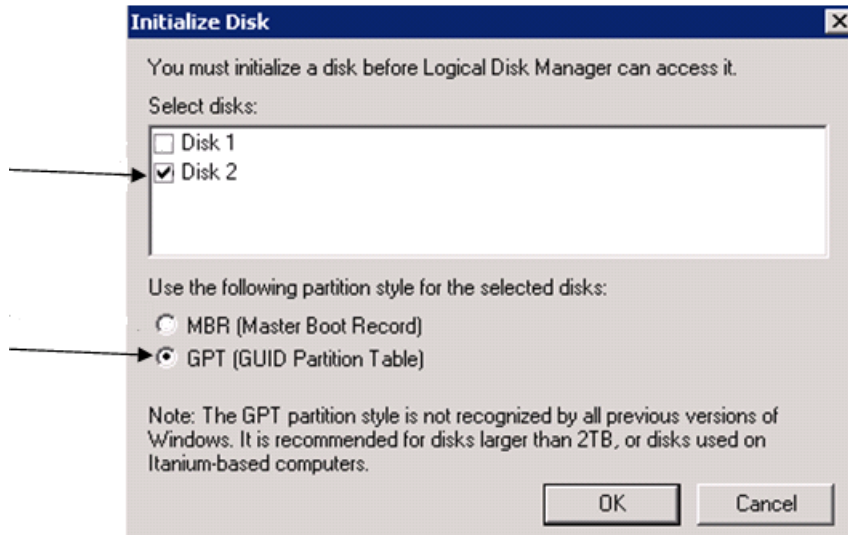 Initialize Disk
You must initialize a disk before Logical Disk Manager can access it.
Select disks:
Disk 1
Disk 2
Use the following partition style for the selected disks:
MBR (Master Boot Record)
GPT (GUID Partition Table)
Note: The GPT partition style is not recognized by all previous versions of
Windows. It is recommended for disks larger than 2TB, or disks used on
Itanium-based computers.
OK Cancel